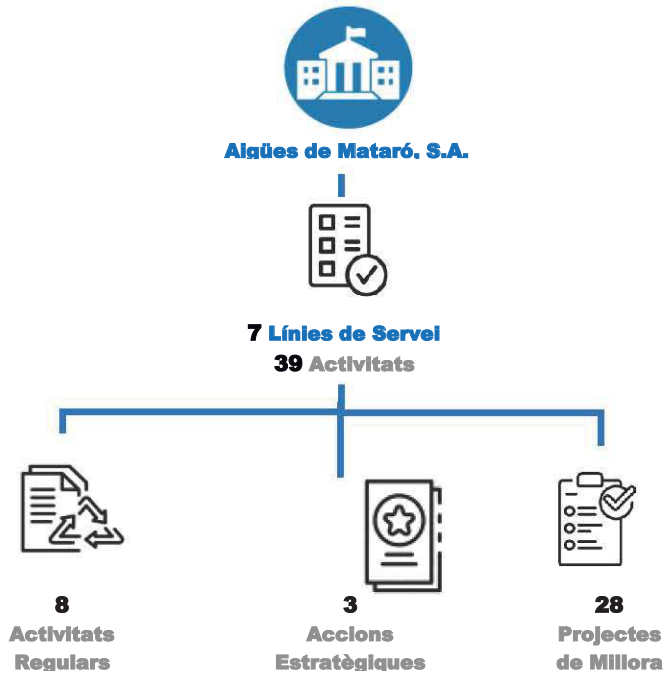 Aigües de Mataró, S.A.
7 Línies de Servei
39 Activitats
8
Activitats
Regulars
3
Accions
Estratègiques
28
Projectes
de Millora